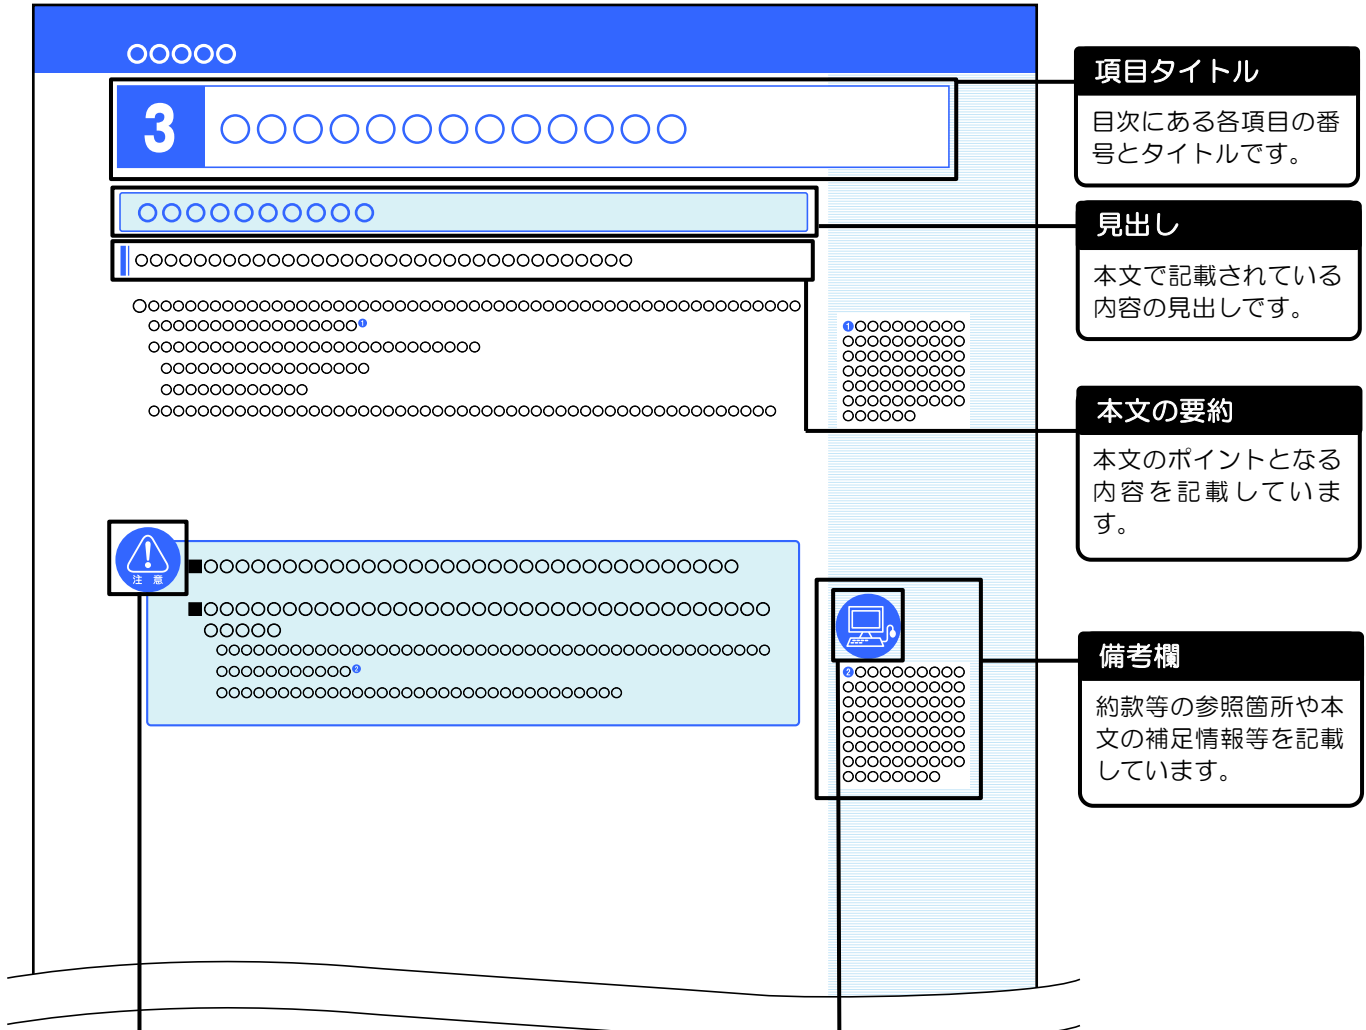 3
項目タイトル
目次にある各項目の番
号とタイトルです。
見出し
本文で記載されている
内容の見出しです。
❶
❶
本文の要約
本文のポイントとなる
内容を記載していま
す。
注 意
❷
❷
備考欄
約款等の参照箇所や本
文の補足情報等を記載
しています。